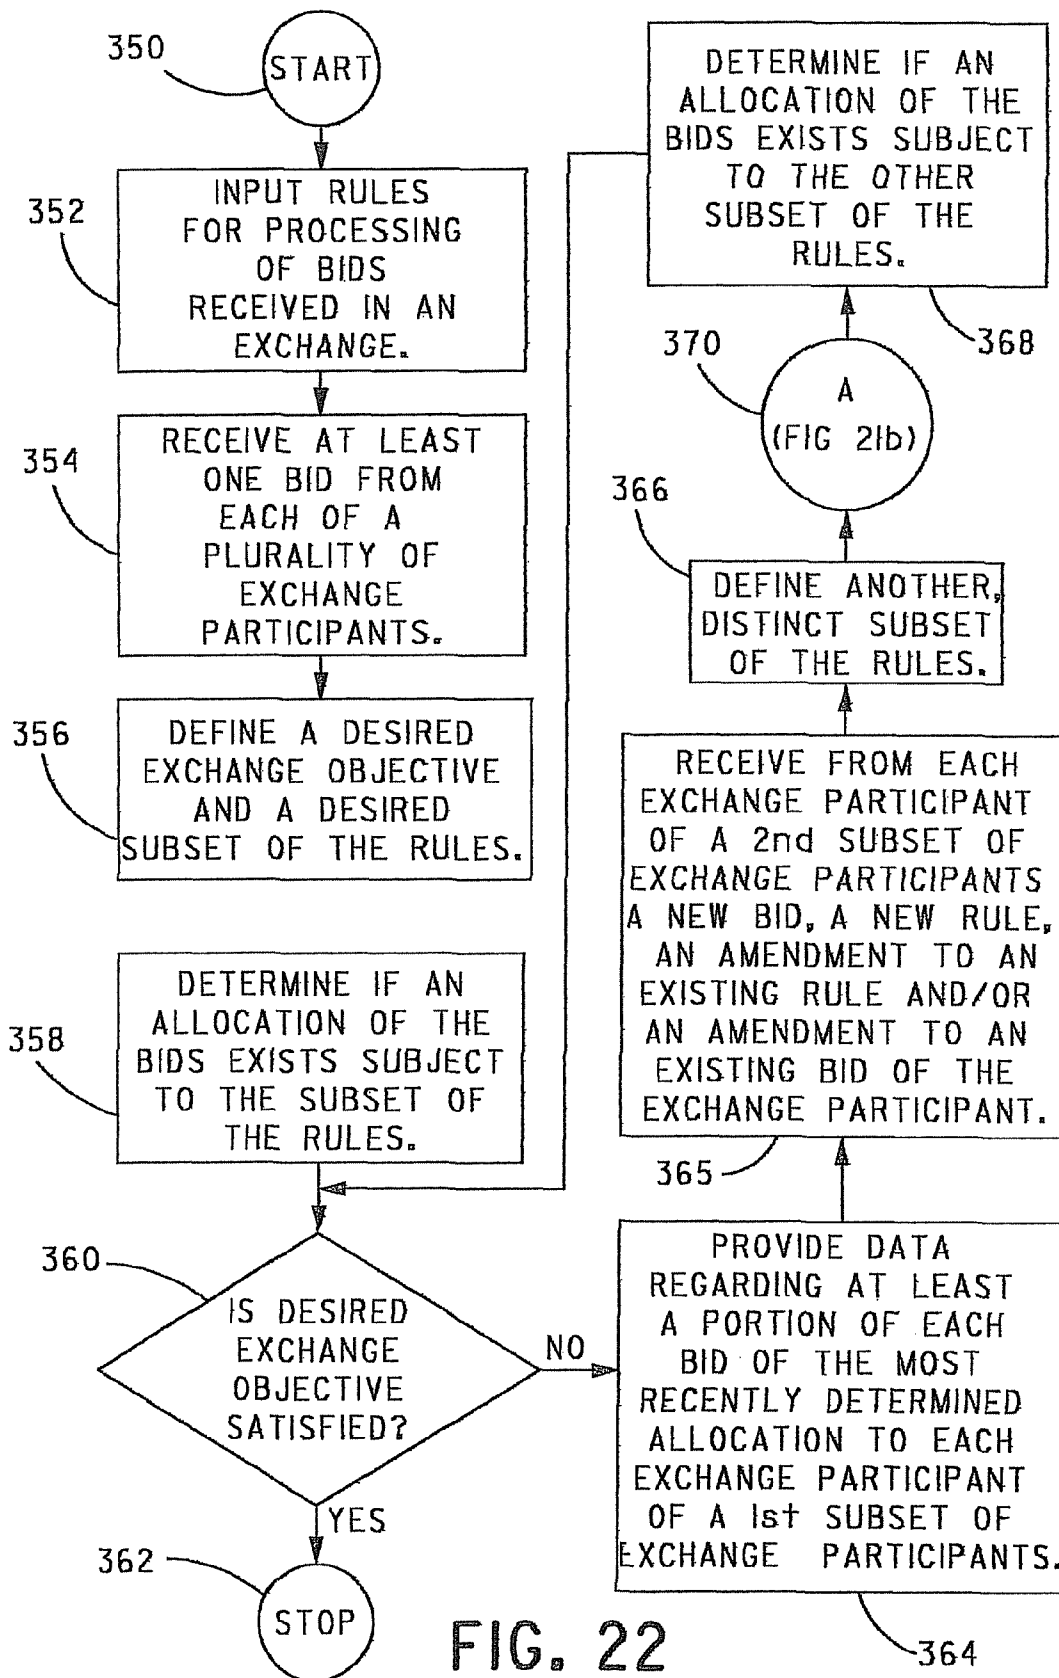 350
START
352
INPUT RULES
FOR PROCESSING
OF BIDS
RECEIVED IN AN
EXCHANGE.
354
RECEIVE AT LEAST
ONE BID FROM
EACH OF A
PLURALITY OF
EXCHANGE
PARTICIPANTS.
356
DEFINE A DESIRED
EXCHANGE OBJECTIVE
AND A DESIRED
SUBSET OF THE RULES.
358
DETERMINE IF AN
ALLOCATION OF THE
BIDS EXISTS SUBJECT
TO THE SUBSET OF
THE RULES.
360
IS DESIRED
EXCHANGE
OBJECTIVE
SATISFIED?
NO
YES
362
STOP
PROVIDE DATA
REGARDING AT LEAST
A PORTION OF EACH
BID OF THE MOST
RECENTLY DETERMINED
ALLOCATION TO EACH
EXCHANGE PARTICIPANT
OF A 1st SUBSET OF
EXCHANGE PARTICIPANTS.
364
RECEIVE FROM EACH
EXCHANGE PARTICIPANT
OF A 2nd SUBSET OF
EXCHANGE PARTICIPANTS
A NEW BID, A NEW RULE,
AN AMENDMENT TO AN
EXISTING RULE AND/OR
AN AMENDMENT TO AN
EXISTING BID OF THE
EXCHANGE PARTICIPANT.
365
366
DEFINE ANOTHER,
DISTINCT SUBSET
OF THE RULES.
370
A
(FIG 21b)
DETERMINE IF AN
ALLOCATION OF THE
BIDS EXISTS SUBJECT
TO THE OTHER
SUBSET OF THE
RULES.
368
FIG. 22